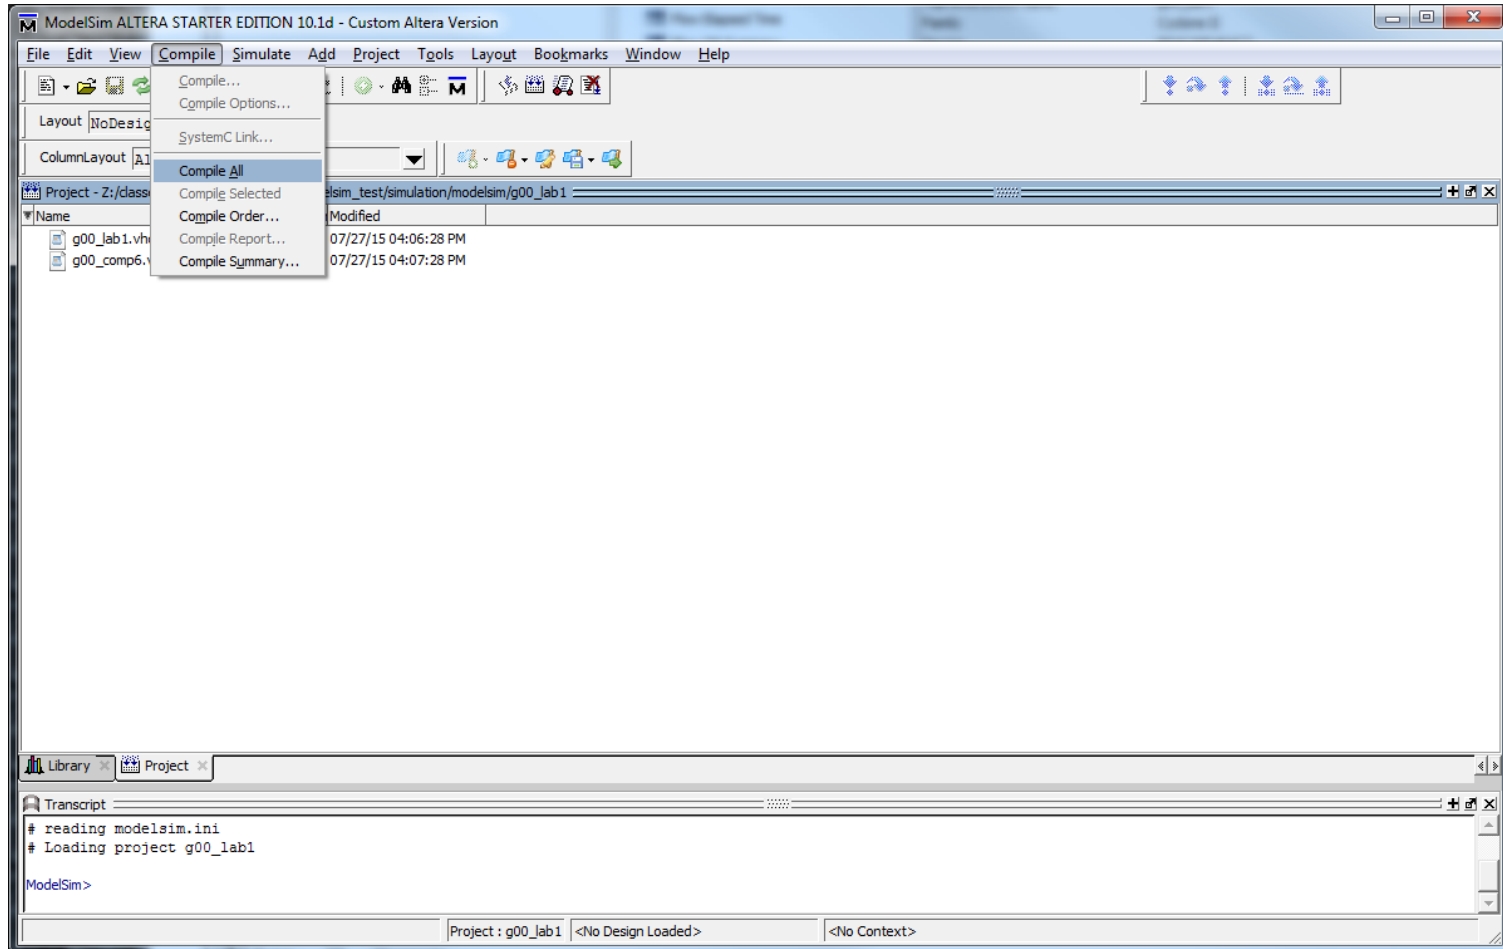 ModelSim ALTERA STARTER EDITION 10.1d - Custom Altera Version
File Edit View Compile Simulate Add Project Tools Layout Bookmarks Window Help
Compile...
Compile Options...
Layout NoDesig
SystemC Link...
ColumnLayout Al
Compile All
Project - Z:/classe
Compile Selected
elsim_test/simulation/modelsim/g00_lab1
Name
Compile Order...
Modified
g00_lab1.vh
Compile Report...
07/27/15 04:06:28 PM
g00_comp6.v
Compile Summary...
07/27/15 04:07:28 PM
Library Project
Transcript
# reading modelsim.ini
# Loading project g00_lab1
ModelSim>
Project : g00_lab1 <No Design Loaded> <No Context>